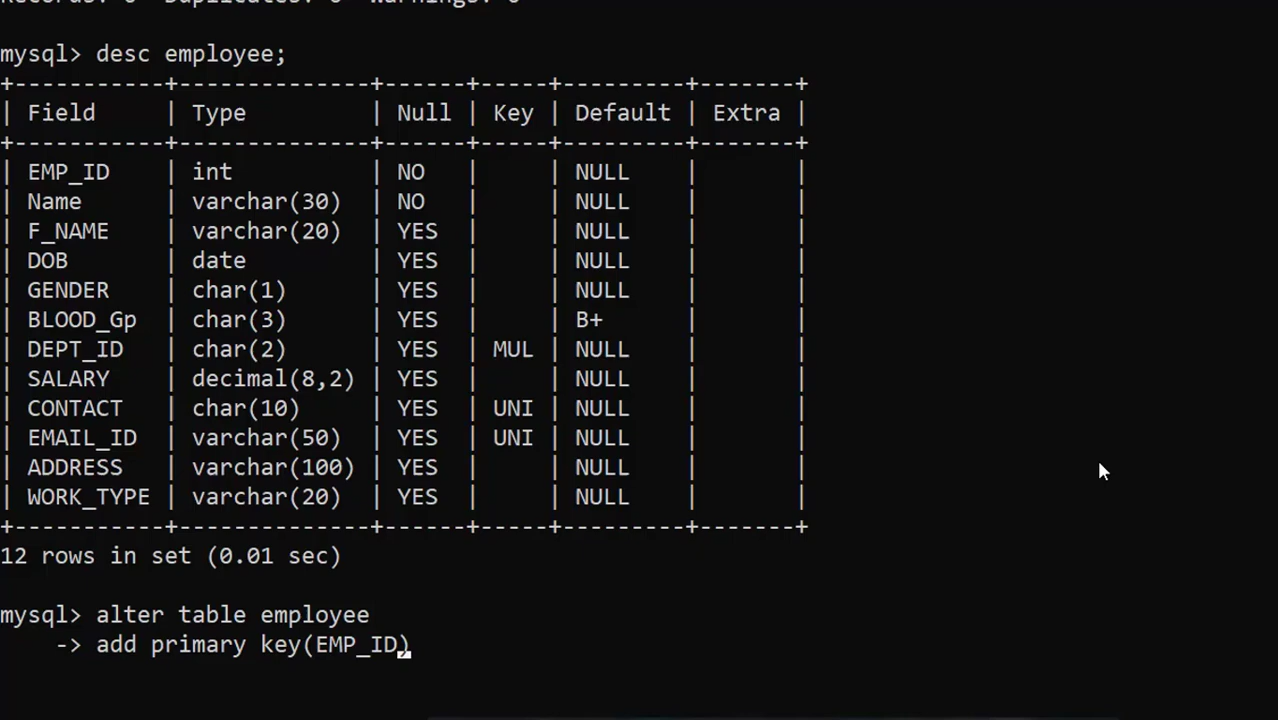 mysql> desc employee;
+-----------+--------------+------+-----+---------+-------+
| Field     | Type         | Null | Key | Default | Extra |
+-----------+--------------+------+-----+---------+-------+
| EMP_ID    | int          | NO   |     | NULL    |       |
| Name      | varchar(30)  | NO   |     | NULL    |       |
| F_NAME    | varchar(20)  | YES  |     | NULL    |       |
| DOB       | date         | YES  |     | NULL    |       |
| GENDER    | char(1)      | YES  |     | NULL    |       |
| BLOOD_Gp  | char(3)      | YES  |     | B+      |       |
| DEPT_ID   | char(2)      | YES  | MUL | NULL    |       |
| SALARY    | decimal(8,2) | YES  |     | NULL    |       |
| CONTACT   | char(10)     | YES  | UNI | NULL    |       |
| EMAIL_ID  | varchar(50)  | YES  | UNI | NULL    |       |
| ADDRESS   | varchar(100) | YES  |     | NULL    |       |
| WORK_TYPE | varchar(20)  | YES  |     | NULL    |       |
+-----------+--------------+------+-----+---------+-------+
12 rows in set (0.01 sec)
mysql> alter table employee
    -> add primary key(EMP_ID)